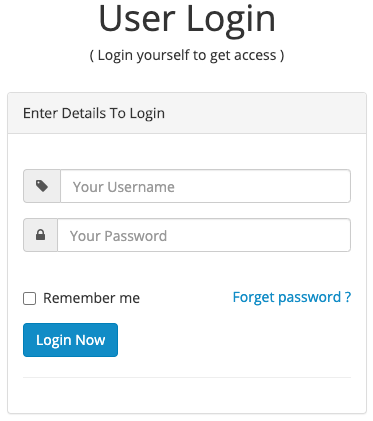 User Login
( Login yourself to get access )
Enter Details To Login
Your Username
Your Password
Remember me
Forget password ?
Login Now